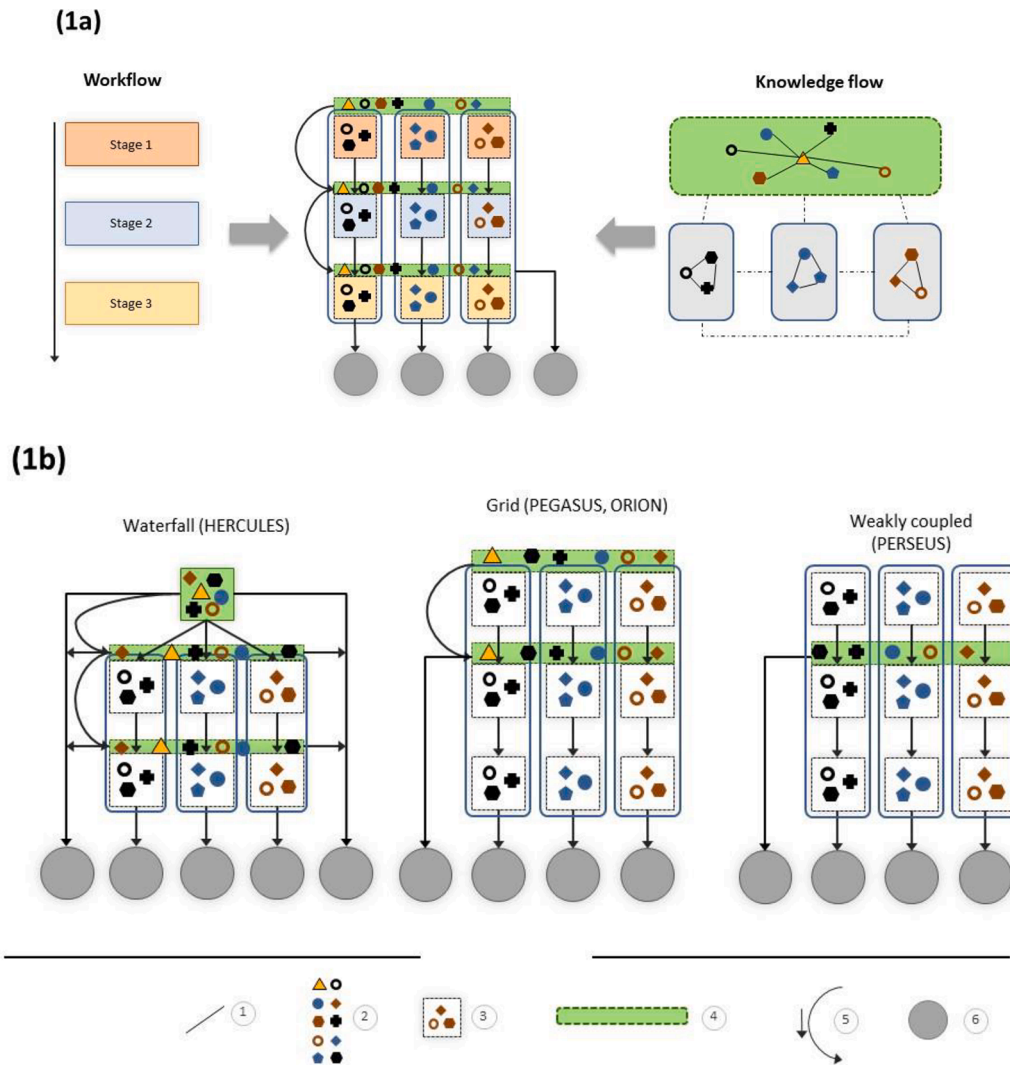 (1a)
Workflow
Knowledge flow
Stage 1
Stage 2
Stage 3
(1b)
Waterfall (HERCULES)
Grid (PEGASUS, ORION)
Weakly coupled
(PERSEUS)
1
2
3
4
5
6